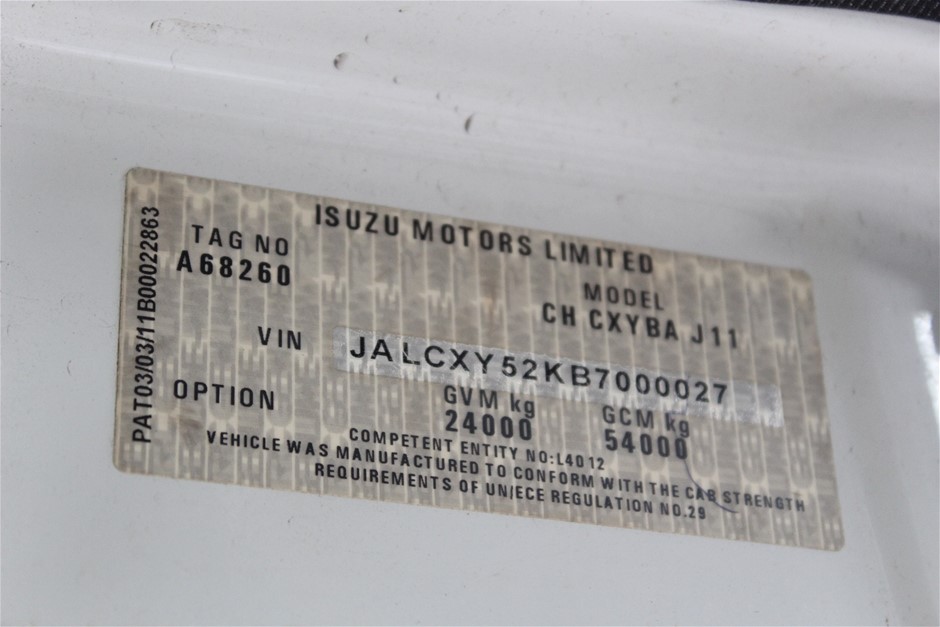 ISUZU MOTORS LIMITED
TAG NO
A68260
MODEL
CH CXYBA J11
VIN JALCXY52KB7000027
OPTION
GVM kg
24000
GCM kg
54000
COMPETENT ENTITY NO:L4012
VEHICLE WAS MANUFACTURED TO CONFORM WITH THE CAB STRENGTH
REQUIREMENTS OF UN/ECE REGULATION NO.29
PAT03/03/11B00022863